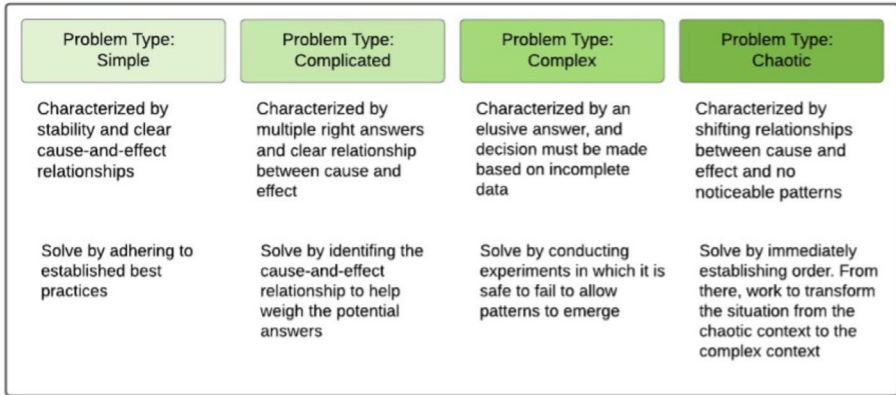 Problem Type:
Simple
Characterized by
stability and clear
cause-and-effect
relationships
Solve by adhering to
established best
practices
Problem Type:
Complicated
Characterized by
multiple right answers
and clear relationship
between cause and
effect
Solve by identifing the
cause-and-effect
relationship to help
weigh the potential
answers
Problem Type:
Complex
Characterized by an
elusive answer, and
decision must be made
based on incomplete
data
Solve by conducting
experiments in which it is
safe to fail to allow
patterns to emerge
Problem Type:
Chaotic
Characterized by
shifting relationships
between cause and
effect and no
noticeable patterns
Solve by immediately
establishing order. From
there, work to transform
the situation from the
chaotic context to the
complex context